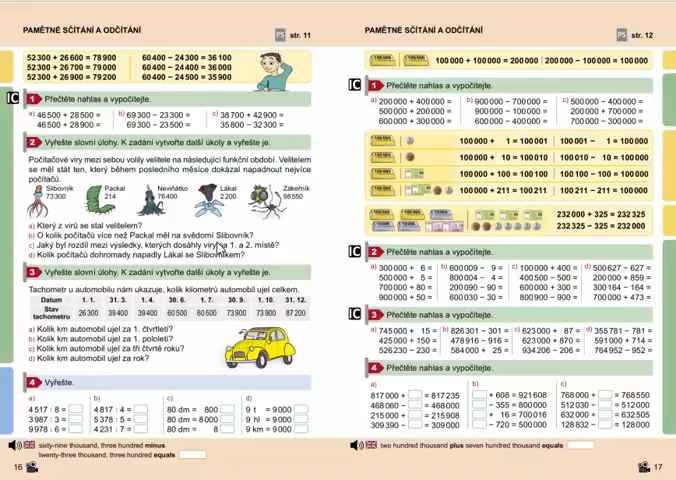 PAMĚTNÉ SČÍTÁNÍ A ODČÍTÁNÍ
PS str. 11
52 300 + 26 600 = 78 900
52 300 + 26 700 = 79 000
52 300 + 26 900 = 79 200
60 400 − 24 300 = 36 100
60 400 − 24 400 = 36 000
60 400 − 24 500 = 35 900
1 Přečtěte nahlas a vypočítejte.
a) 46 500 + 28 500 = b) 69 300 − 23 300 = c) 38 700 + 42 900 =
46 500 + 28 900 = 69 300 − 23 500 = 35 800 − 32 300 =
2 Vyřešte slovní úlohy. K zadání vytvořte další úkoly a vyřešte je.
Počítačové viry mezi sebou volily velitele na následující funkční období. Velitelem
se měl stát ten, který během posledního měsíce dokázal napadnout nejvíce
počítačů.
Slibovník 73 300
Packal 214
Neviňátko 76 400
Lákal 2 200
Zákeřník 98 550
a) Který z virů se stal velitelem?
b) O kolik počítačů více než Packal měl na svědomí Slibovník?
c) Jaký byl rozdíl mezi výsledky, kterých dosáhly viry na 1. a 2. místě?
d) Kolik počítačů dohromady napadly Lákal se Slibovníkem?
3 Vyřešte slovní úlohy. K zadání vytvořte další úkoly a vyřešte je.
Tachometr u automobilu nám ukazuje, kolik kilometrů automobil ujel celkem.
Datum 1. 1. 31. 3. 1. 4. 30. 6. 1. 7. 30. 9. 1. 10. 31. 12.
Stav tachometru 26 300 39 400 39 400 60 500 60 500 73 900 73 900 87 200
a) Kolik km automobil ujel za 1. čtvrtletí?
b) Kolik km automobil ujel za 1. pololetí?
c) Kolik km automobil ujel za tři čtvrtě roku?
d) Kolik km automobil ujel za rok?
4 Vyřešte.
a) b) c) d)
4 517 : 8 = 4 817 : 4 = 80 dm = 800 9 t = 9 000
3 987 : 3 = 5 378 : 5 = 80 dm = 8 000 9 hl = 9 000
9 978 : 6 = 4 231 : 7 = 80 dm = 8 9 km = 9 000
sixty-nine thousand, three hundred minus
twenty-three thousand, three hundred equals
16
PAMĚTNÉ SČÍTÁNÍ A ODČÍTÁNÍ
PS str. 12
100 000 + 100 000 = 200 000 200 000 − 100 000 = 100 000
1 Přečtěte nahlas a vypočítejte.
a) 200 000 + 400 000 = b) 900 000 − 700 000 = c) 500 000 − 400 000 =
500 000 + 200 000 = 900 000 − 100 000 = 400 000 + 400 000 =
600 000 + 300 000 = 600 000 − 200 000 = 700 000 − 300 000 =
100 000 + 1 = 100 001 100 001 − 1 = 100 000
100 000 + 10 = 100 010 100 010 − 10 = 100 000
100 000 + 100 = 100 100 100 100 − 100 = 100 000
100 000 + 211 = 100 211 100 211 − 211 = 100 000
232 000 + 325 = 232 325
232 325 − 325 = 232 000
2 Přečtěte nahlas a vypočítejte.
a) 300 000 + 6 = b) 600 009 − 9 = c) 100 000 + 400 = d) 500 627 − 627 =
500 000 + 5 = 800 004 − 4 = 400 500 − 500 = 200 000 + 859 =
700 000 + 80 = 200 090 − 90 = 600 000 + 300 = 300 164 − 164 =
900 000 + 50 = 600 030 − 30 = 800 900 − 900 = 700 000 + 473 =
3 Přečtěte nahlas a vypočítejte.
a) 745 000 + 15 = b) 826 301 − 301 = c) 623 000 + 87 = d) 355 781 − 781 =
425 000 + 150 = 478 916 − 916 = 623 000 + 870 = 591 000 + 714 =
526 230 − 230 = 584 000 + 25 = 934 206 − 206 = 764 952 − 952 =
4 Přečtěte nahlas a vypočítejte.
a) b) c)
817 000 + = 817 235 + 608 = 921 608 768 000 + = 768 550
468 060 − = 468 000 − 355 = 800 000 512 030 − = 512 000
215 000 + = 215 908 + 16 = 700 016 632 000 + = 632 505
309 390 − = 309 000 − 720 = 500 000 128 832 − = 128 000
two hundred thousand plus seven hundred thousand equals
17